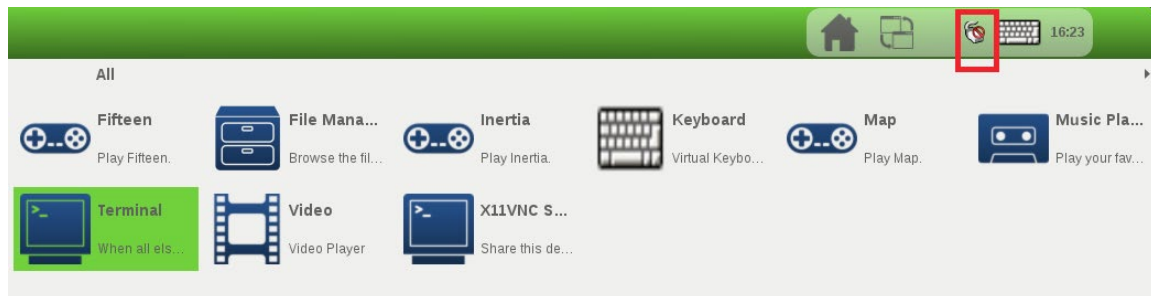 16:23
All
Fifteen
Play Fifteen.
File Mana...
Browse the fil...
Inertia
Play Inertia.
Keyboard
Virtual Keybo...
Map
Play Map.
Music Pla...
Play your fav...
Terminal
When all els...
Video
Video Player
X11VNC S...
Share this de...